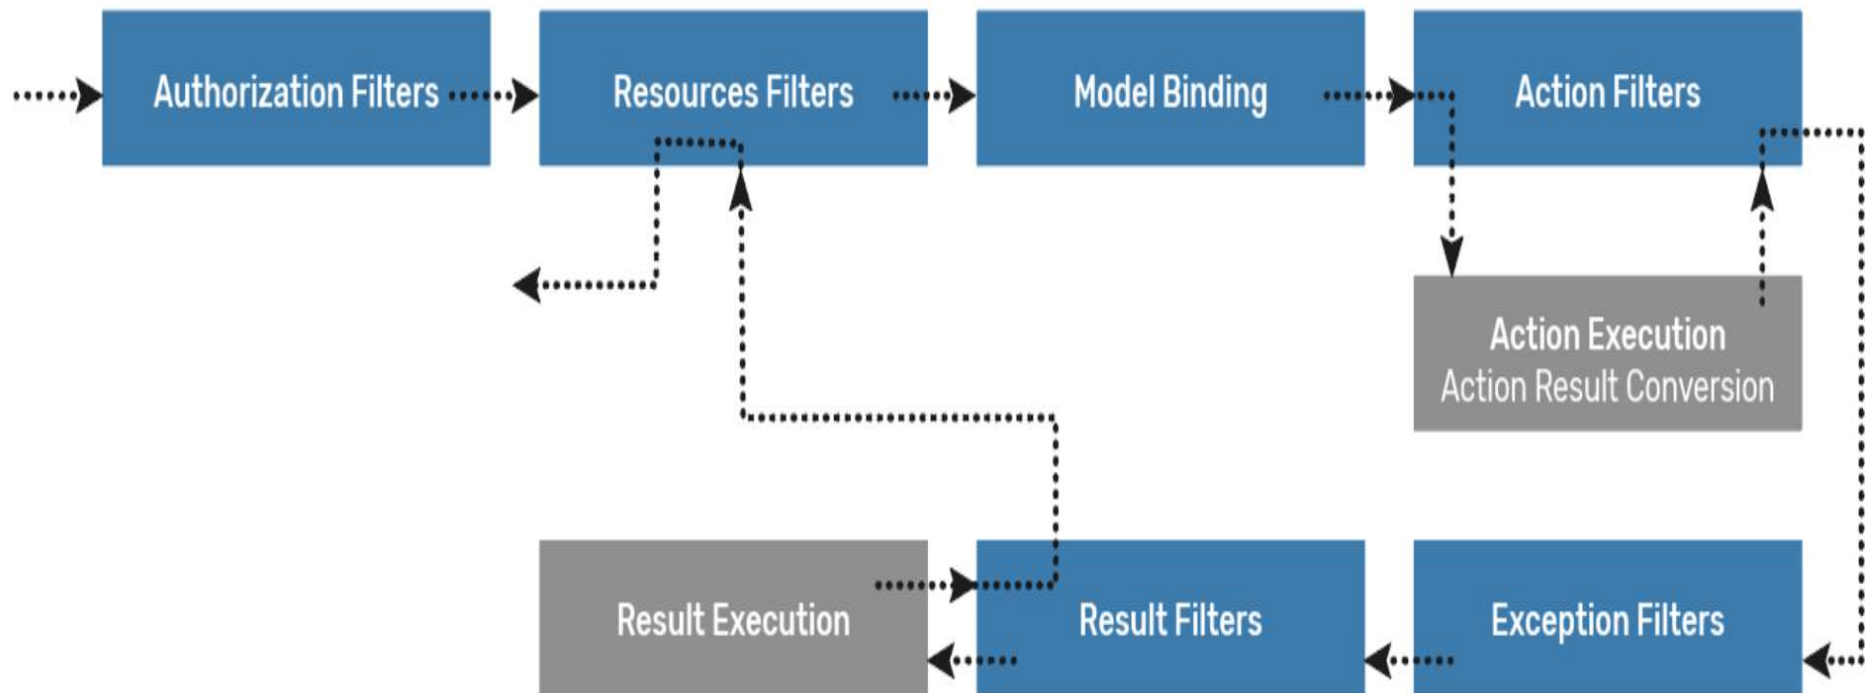 Authorization Filters
Resources Filters
Model Binding
Action Filters
Action Execution
Action Result Conversion
Result Execution
Result Filters
Exception Filters